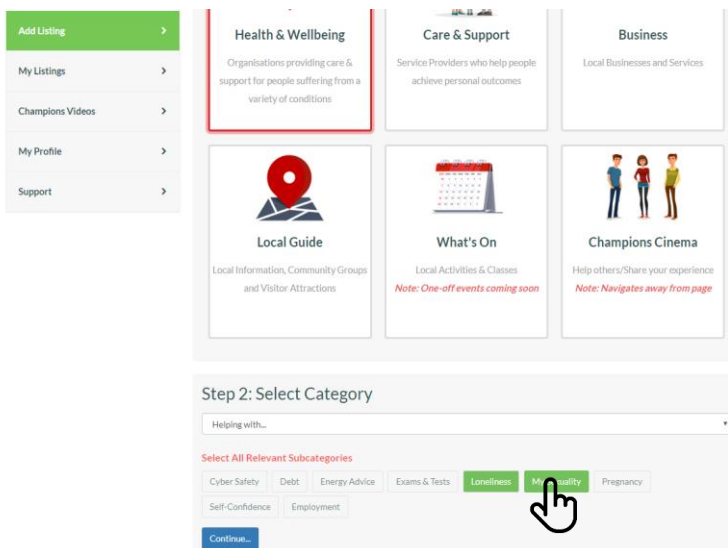 Add Listing
My Listings
Champions Videos
My Profile
Support
Health & Wellbeing
Organisations providing care &
support for people suffering from a
variety of conditions
Care & Support
Service Providers who help people
achieve personal outcomes
Business
Local Businesses and Services
Local Guide
Local Information, Community Groups
and Visitor Attractions
What's On
Local Activities & Classes
Note: One-off events coming soon
Champions Cinema
Help others/Share your experience
Note: Navigates away from page
Step 2: Select Category
Helping with...
Select All Relevant Subcategories
Cyber Safety Debt Energy Advice Exams & Tests Loneliness Pregnancy
Self-Confidence Employment
Continue...